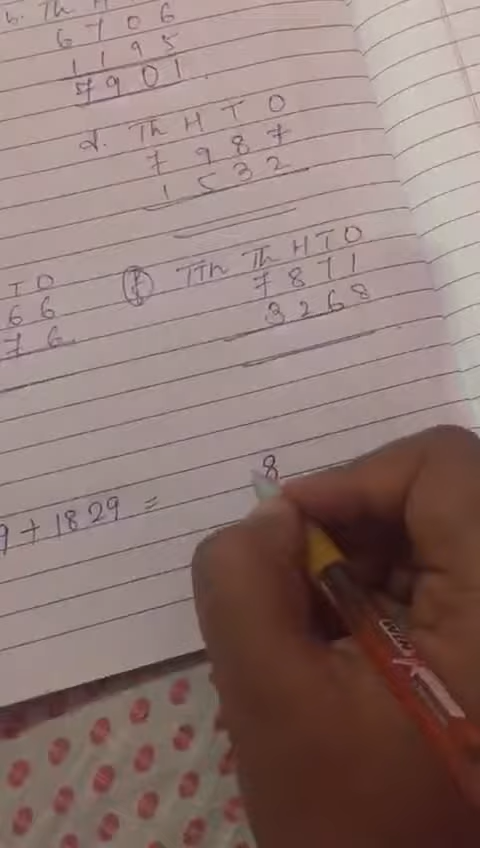 b. Th H
6 7 0 6
1 1 9 5
7 9 0 1
d. Th H T O
7 9 8 7
1 5 3 2
T O
6 6
7 6
f TTh Th H T O
7 8 7 1
3 2 6 8
9 + 1829 =
8